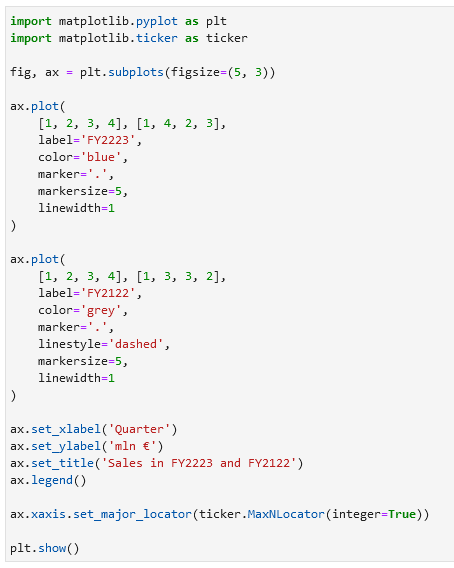 import matplotlib.pyplot as plt
import matplotlib.ticker as ticker

fig, ax = plt.subplots(figsize=(5, 3))

ax.plot(
    [1, 2, 3, 4], [1, 4, 2, 3],
    label='FY2223',
    color='blue',
    marker='.',
    markersize=5,
    linewidth=1
)

ax.plot(
    [1, 2, 3, 4], [1, 3, 3, 2],
    label='FY2122',
    color='grey',
    marker='.',
    linestyle='dashed',
    markersize=5,
    linewidth=1
)

ax.set_xlabel('Quarter')
ax.set_ylabel('mln €')
ax.set_title('Sales in FY2223 and FY2122')
ax.legend()

ax.xaxis.set_major_locator(ticker.MaxNLocator(integer=True))

plt.show()